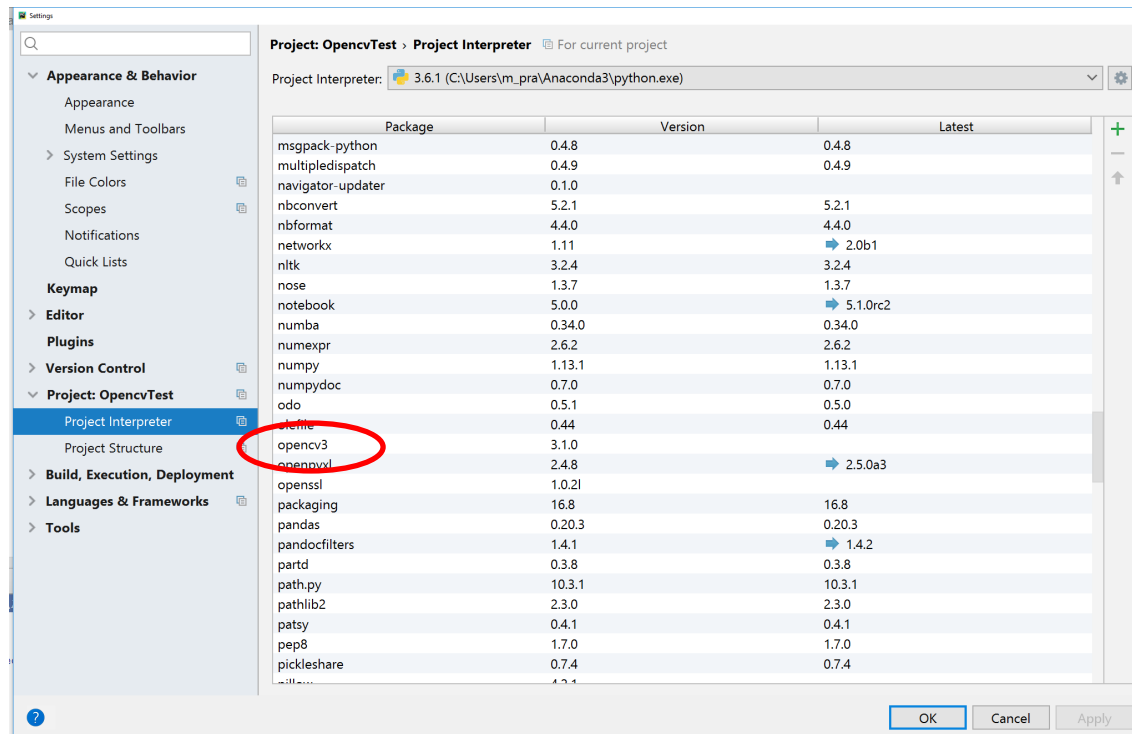 Settings
Project: OpencvTest › Project Interpreter For current project
Project Interpreter: 3.6.1 (C:\Users\m_pra\Anaconda3\python.exe)
Appearance & Behavior
Appearance
Menus and Toolbars
System Settings
File Colors
Scopes
Notifications
Quick Lists
Keymap
Editor
Plugins
Version Control
Project: OpencvTest
Project Interpreter
Project Structure
Build, Execution, Deployment
Languages & Frameworks
Tools
Package Version Latest
msgpack-python 0.4.8 0.4.8
multipledispatch 0.4.9 0.4.9
navigator-updater 0.1.0
nbconvert 5.2.1 5.2.1
nbformat 4.4.0 4.4.0
networkx 1.11 2.0b1
nltk 3.2.4 3.2.4
nose 1.3.7 1.3.7
notebook 5.0.0 5.1.0rc2
numba 0.34.0 0.34.0
numexpr 2.6.2 2.6.2
numpy 1.13.1 1.13.1
numpydoc 0.7.0 0.7.0
odo 0.5.1 0.5.0
olefile 0.44 0.44
opencv3 3.1.0
openpyxl 2.4.8 2.5.0a3
openssl 1.0.2l
packaging 16.8 16.8
pandas 0.20.3 0.20.3
pandocfilters 1.4.1 1.4.2
partd 0.3.8 0.3.8
path.py 10.3.1 10.3.1
pathlib2 2.3.0 2.3.0
patsy 0.4.1 0.4.1
pep8 1.7.0 1.7.0
pickleshare 0.7.4 0.7.4
OK Cancel Apply